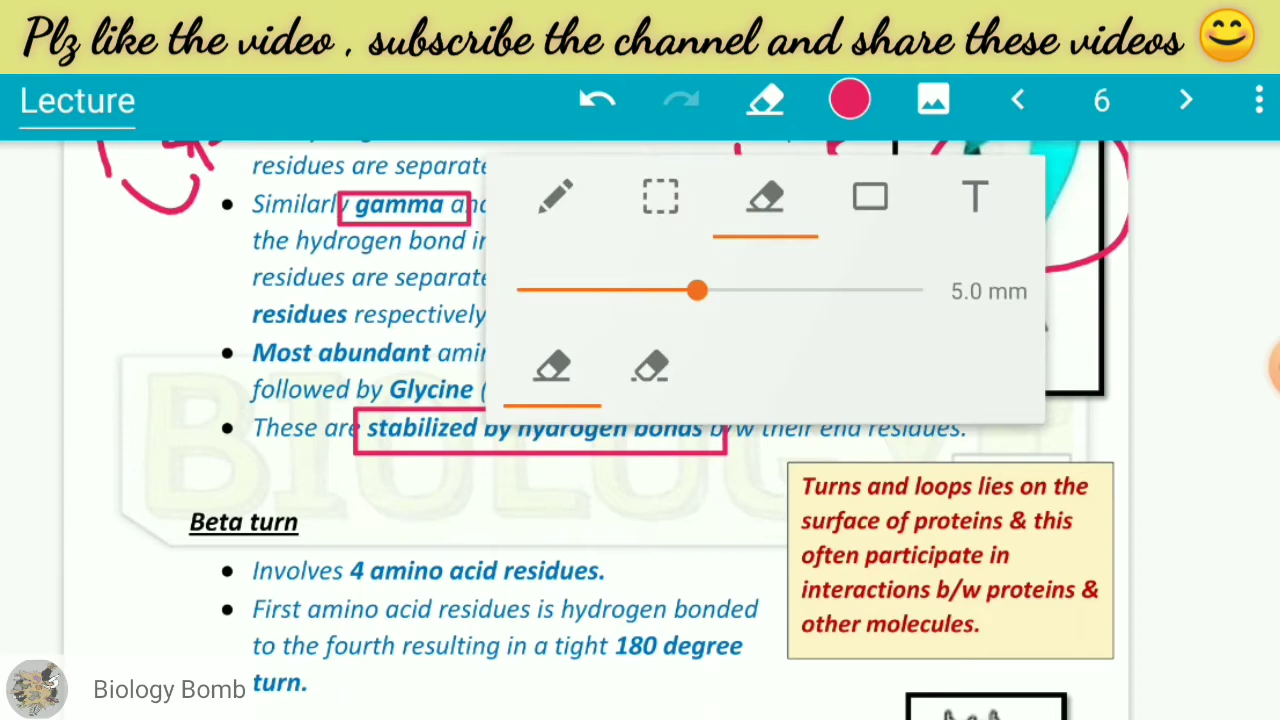 Plz like the video , subscribe the channel and share these videos 😊
Lecture
6
residues are separate
Similarly gamma and
the hydrogen bond in
residues are separate
5.0 mm
residues respectively
Most abundant amin
followed by Glycine (
These are stabilized by hydrogen bonds b/w their end residues.
Turns and loops lies on the
surface of proteins & this
often participate in
interactions b/w proteins &
other molecules.
Beta turn
Involves 4 amino acid residues.
First amino acid residues is hydrogen bonded
to the fourth resulting in a tight 180 degree
turn.
Biology Bomb